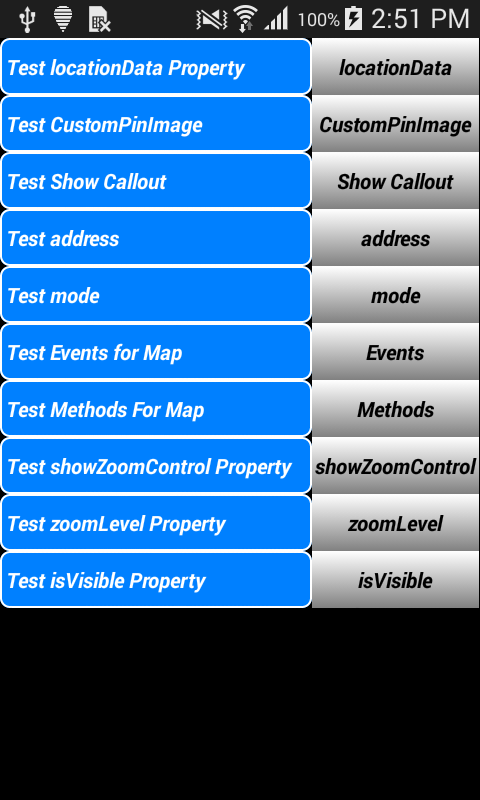 100% 2:51 PM
Test locationData Property locationData
Test CustomPinImage CustomPinImage
Test Show Callout Show Callout
Test address address
Test mode mode
Test Events for Map Events
Test Methods For Map Methods
Test showZoomControl Property showZoomControl
Test zoomLevel Property zoomLevel
Test isVisible Property isVisible